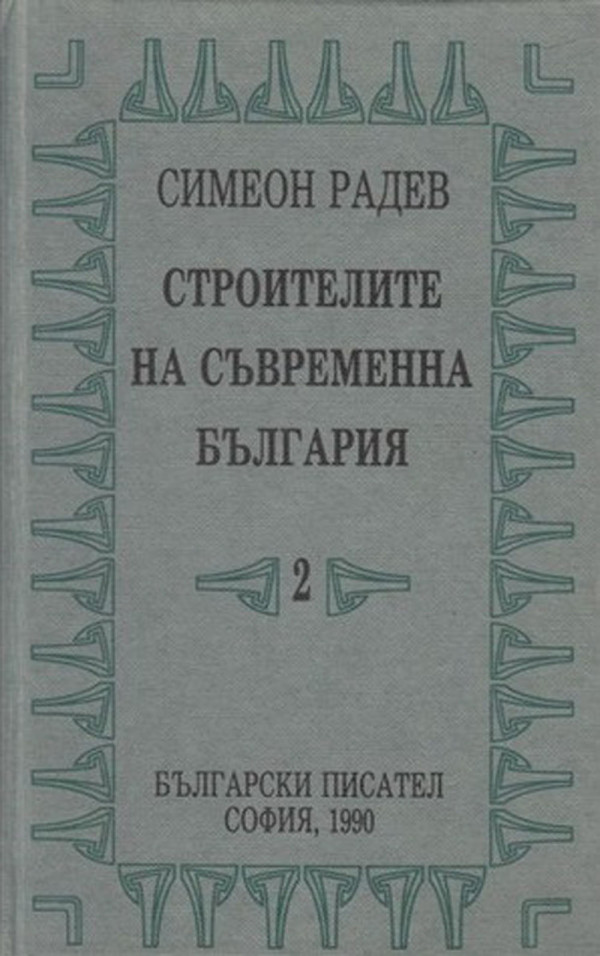 СИМЕОН РАДЕВ
СТРОИТЕЛИТЕ
НА СЪВРЕМЕННА
БЪЛГАРИЯ
2
БЪЛГАРСКИ ПИСАТЕЛ
СОФИЯ, 1990